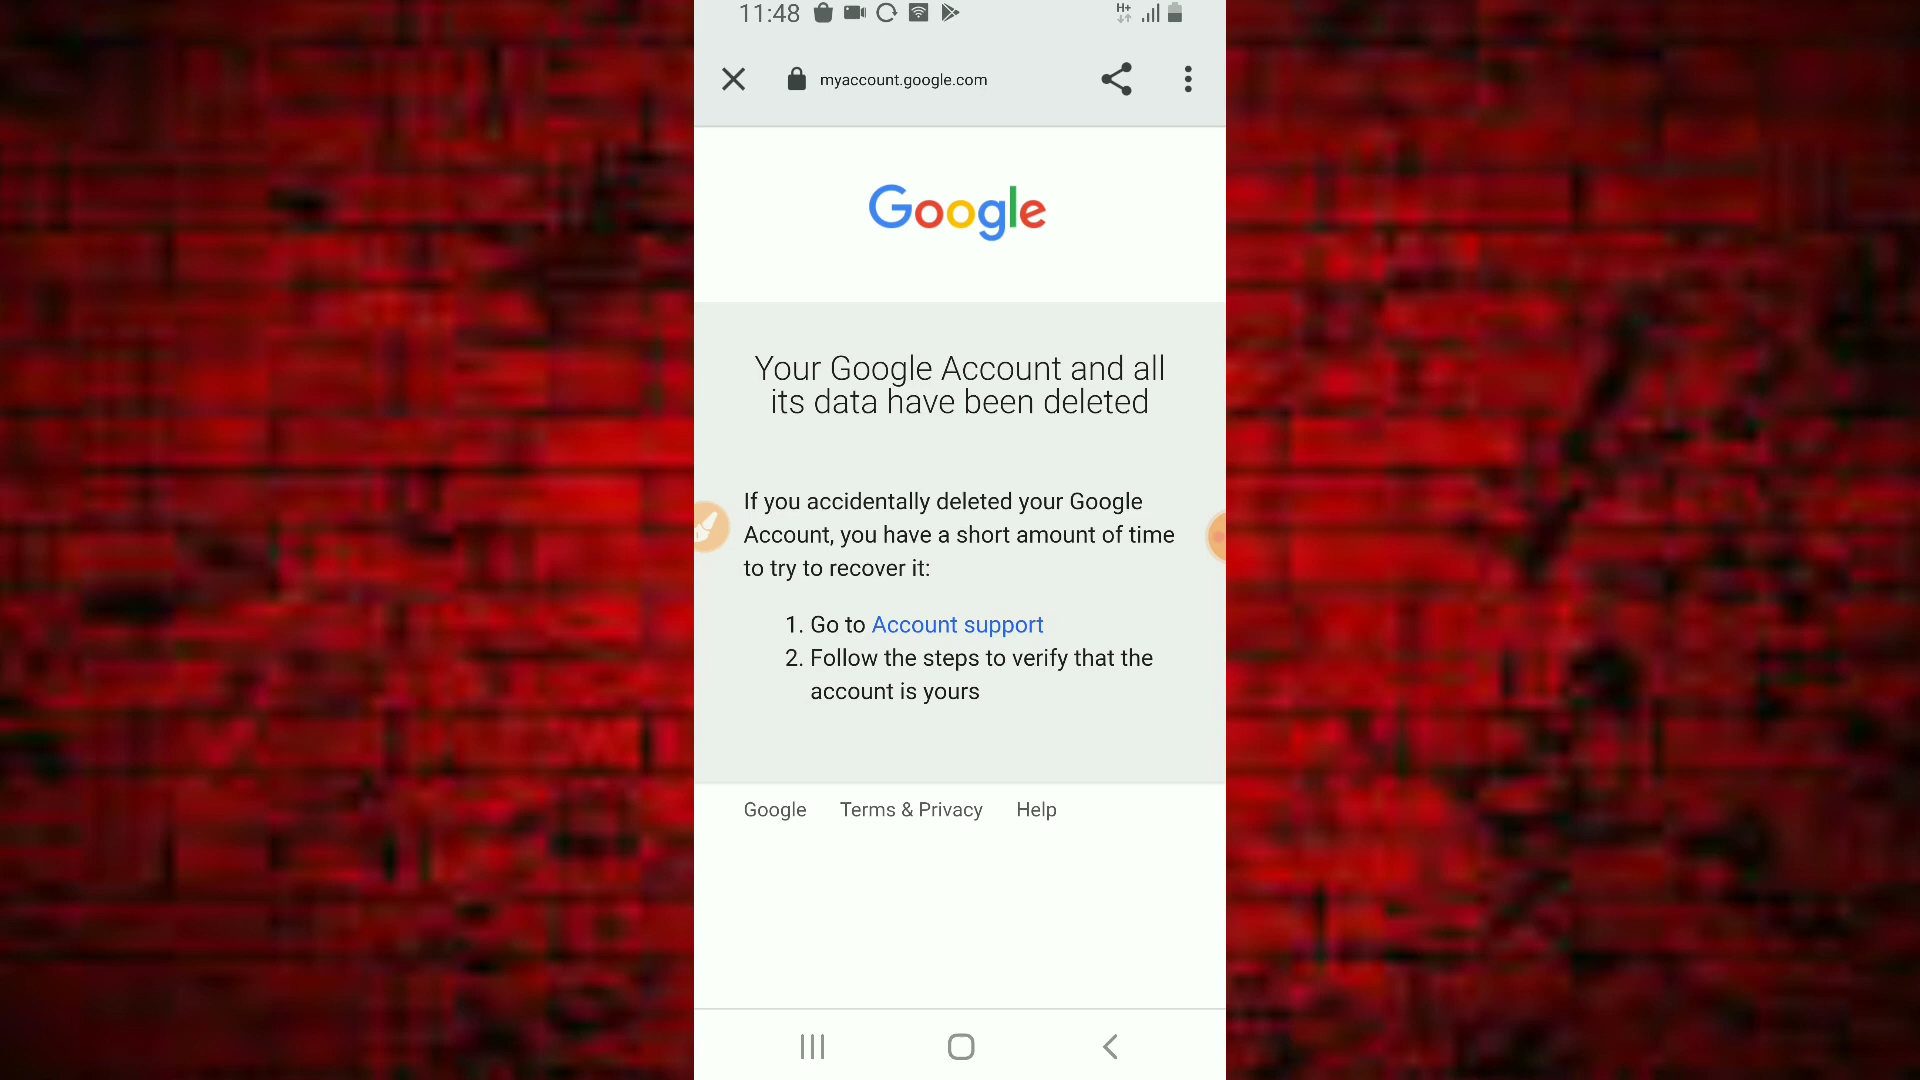 11:48
H+
myaccount.google.com
Google
Your Google Account and all
its data have been deleted
If you accidentally deleted your Google
Account, you have a short amount of time
to try to recover it:
1. Go to Account support
2. Follow the steps to verify that the
account is yours
Google Terms & Privacy Help